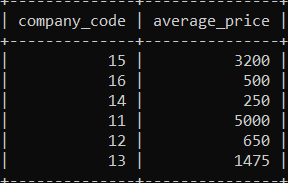 +--------------+---------------+
| company_code | average_price |
+--------------+---------------+
|           15 |          3200 |
|           16 |           500 |
|           14 |           250 |
|           11 |          5000 |
|           12 |           650 |
|           13 |          1475 |
+--------------+---------------+